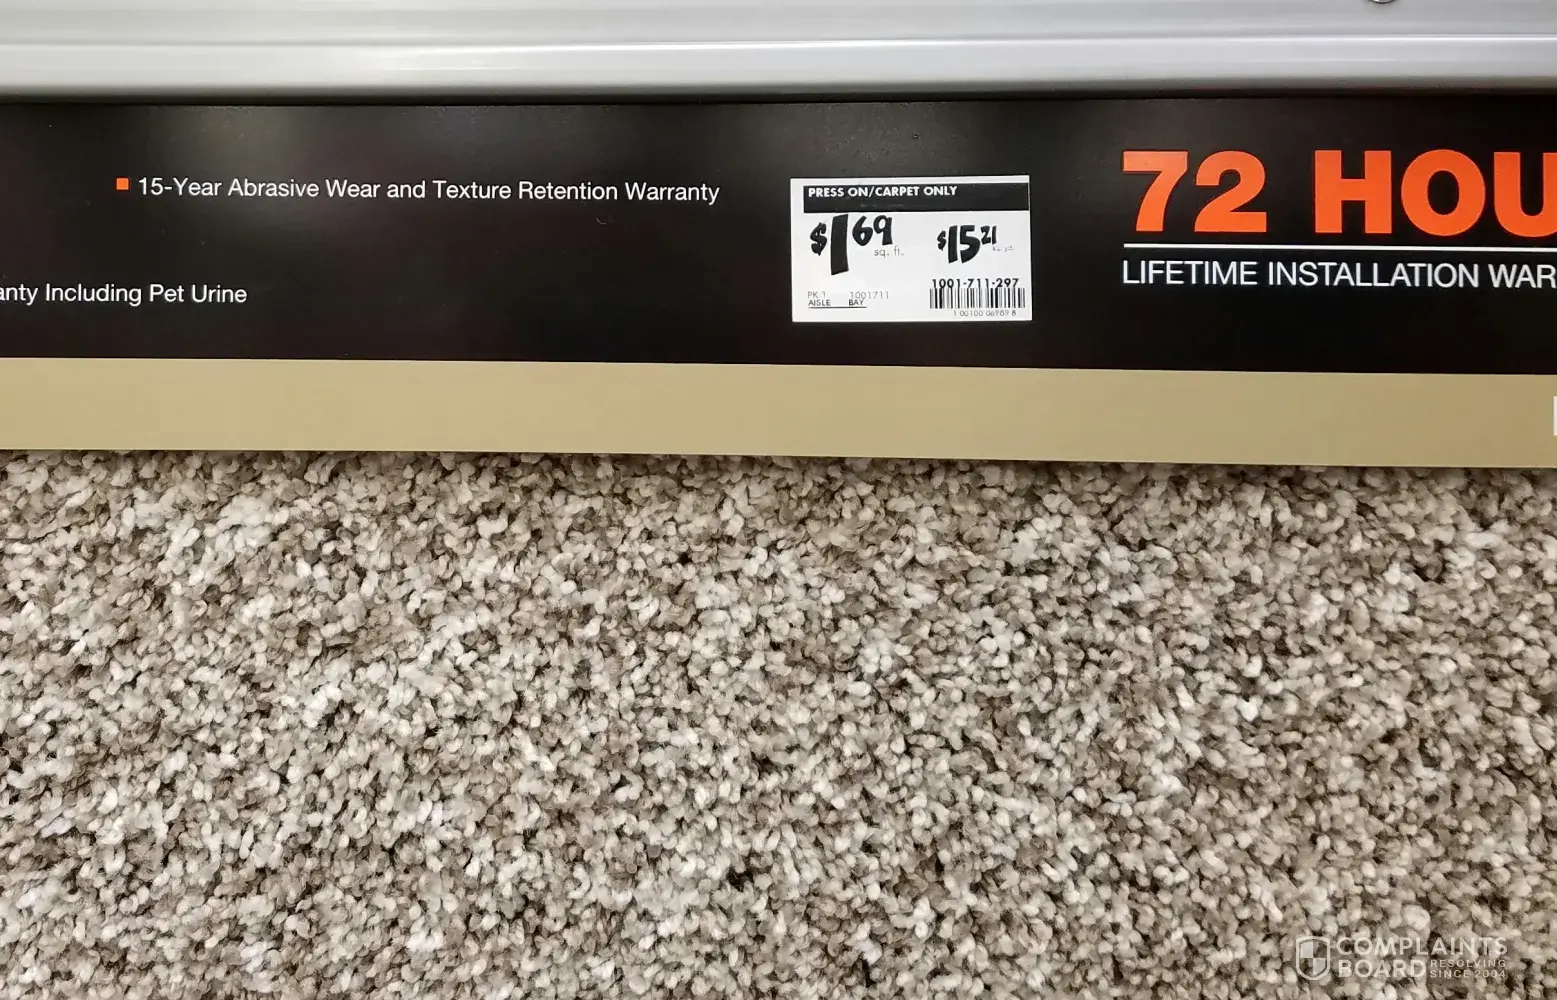 15-Year Abrasive Wear and Texture Retention Warranty
anty Including Pet Urine
PRESS ON/CARPET ONLY
$1 69 sq. ft. $15 21
1001-711-297
PK 1 1001711
AISLE BAY
72 HOU
LIFETIME INSTALLATION WAR
COMPLAINTS
BOARD RESOLVING
SINCE 2004